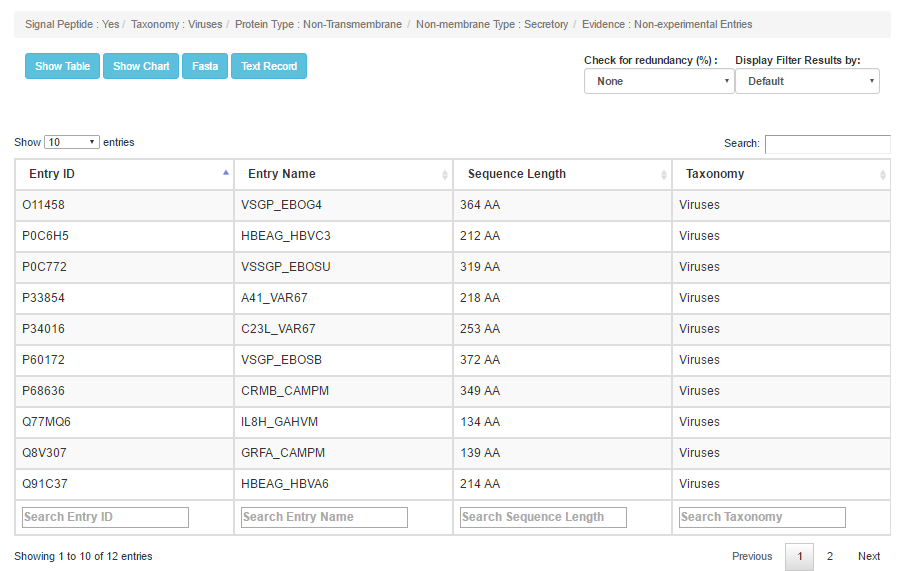 Signal Peptide : Yes / Taxonomy : Viruses / Protein Type : Non-Transmembrane / Non-membrane Type : Secretory / Evidence : Non-experimental Entries
Show Table Show Chart Fasta Text Record
Check for redundancy (%) : Display Filter Results by:
None Default
Show 10 entries Search:
Entry ID Entry Name Sequence Length Taxonomy
O11458 VSGP_EBOG4 364 AA Viruses
P0C6H5 HBEAG_HBVC3 212 AA Viruses
P0C772 VSSGP_EBOSU 319 AA Viruses
P33854 A41_VAR67 218 AA Viruses
P34016 C23L_VAR67 253 AA Viruses
P60172 VSGP_EBOSB 372 AA Viruses
P68636 CRMB_CAMPM 349 AA Viruses
Q77MQ6 IL8H_GAHVM 134 AA Viruses
Q8V307 GRFA_CAMPM 139 AA Viruses
Q91C37 HBEAG_HBVA6 214 AA Viruses
Search Entry ID Search Entry Name Search Sequence Length Search Taxonomy
Showing 1 to 10 of 12 entries Previous 1 2 Next